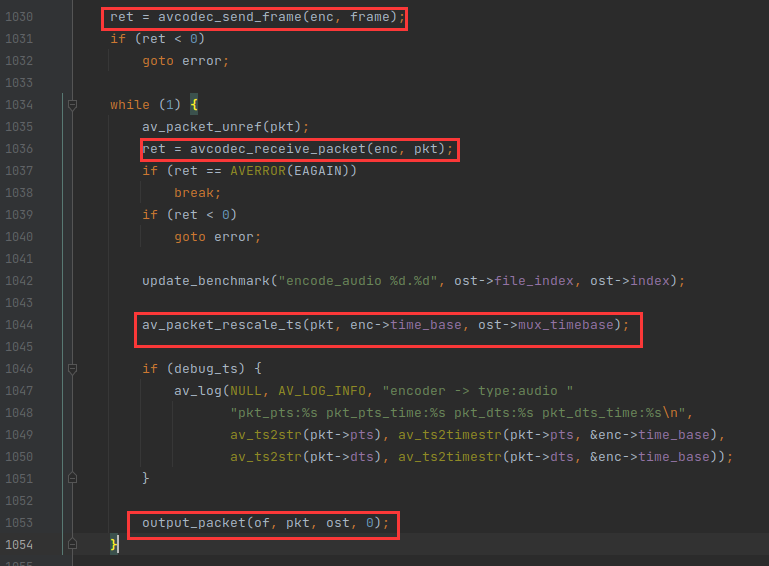 1030 ret = avcodec_send_frame(enc, frame);
1031 if (ret < 0)
1032 goto error;
1033
1034 while (1) {
1035 av_packet_unref(pkt);
1036 ret = avcodec_receive_packet(enc, pkt);
1037 if (ret == AVERROR(EAGAIN))
1038 break;
1039 if (ret < 0)
1040 goto error;
1041
1042 update_benchmark("encode_audio %d.%d", ost->file_index, ost->index);
1043
1044 av_packet_rescale_ts(pkt, enc->time_base, ost->mux_timebase);
1045
1046 if (debug_ts) {
1047 av_log(NULL, AV_LOG_INFO, "encoder -> type:audio "
1048 "pkt_pts:%s pkt_pts_time:%s pkt_dts:%s pkt_dts_time:%s\n",
1049 av_ts2str(pkt->pts), av_ts2timestr(pkt->pts, &enc->time_base),
1050 av_ts2str(pkt->dts), av_ts2timestr(pkt->dts, &enc->time_base));
1051 }
1052
1053 output_packet(of, pkt, ost, 0);
1054 }
1055